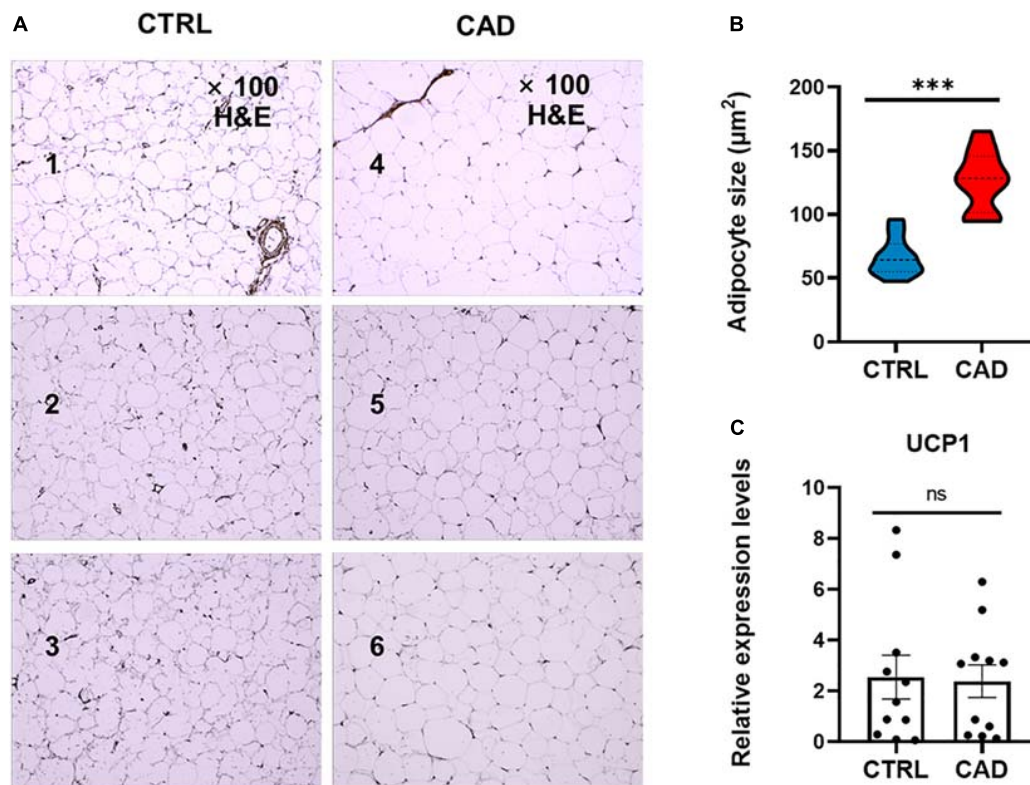 A
CTRL
CAD
× 100
H&E
1
× 100
H&E
4
2
5
3
6
B
***
Adipocyte size (µm²)
200
150
100
50
0
CTRL
CAD
C
UCP1
ns
Relative expression levels
10
8
6
4
2
0
CTRL
CAD